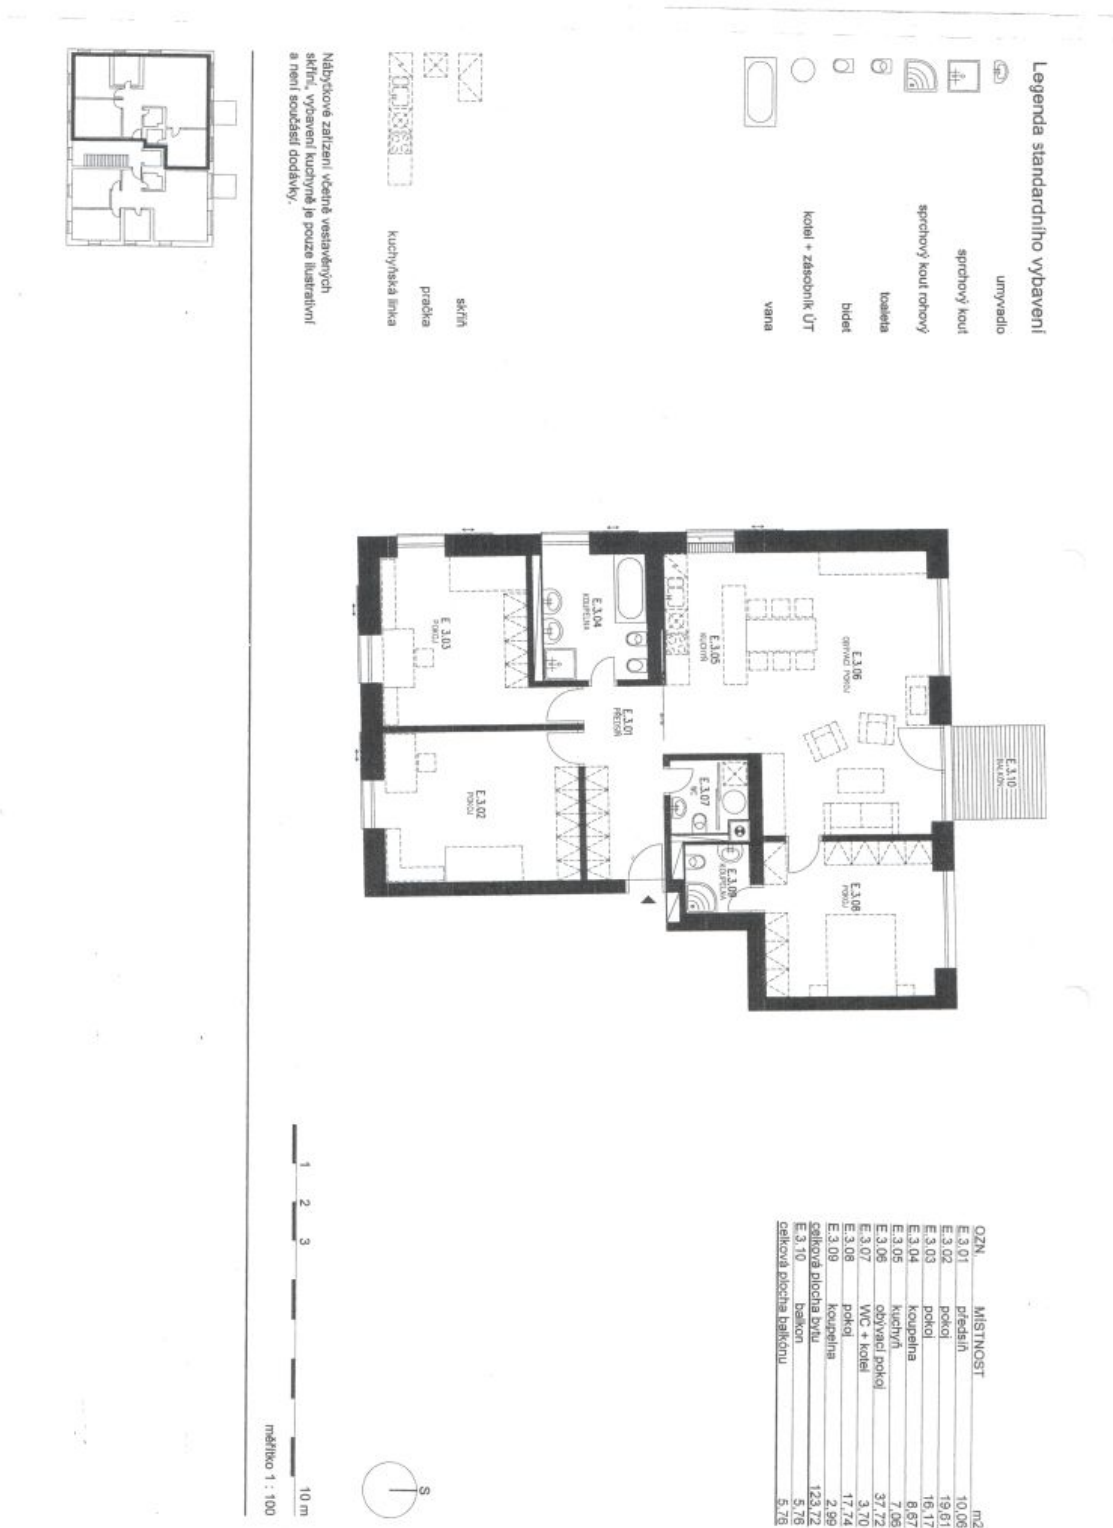 Legenda standardního vybavení
umyvadlo
sprchový kout
sprchový kout rohový
toaleta
bidet
kotel + zásobník ÚT
vana
skříň
pračka
kuchyňská linka
Nábytkové zařízení včetně vestavěných
skříní, vybavení kuchyně je pouze ilustrativní
a není součástí dodávky.
E.3.10
BALKÓN
E.3.06
OBÝVACÍ POKOJ
E.3.08
POKOJ
E.3.05
KUCHYŇ
E.3.07
WC
E.3.09
KOUPELNA
E.3.04
KOUPELNA
E.3.01
PŘEDSÍŇ
E.3.03
POKOJ
E.3.02
POKOJ
OZN. MÍSTNOST m2
E.3.01 předsíň 10,06
E.3.02 pokoj 19,61
E.3.03 pokoj 16,17
E.3.04 koupelna 8,67
E.3.05 kuchyň 7,06
E.3.06 obývací pokoj 37,72
E.3.07 WC + kotel 3,70
E.3.08 pokoj 17,74
E.3.09 koupelna 2,99
celková plocha bytu 123,72
E.3.10 balkon 5,76
celková plocha balkónu 5,76
S
1 2 3 10 m
měřítko 1 : 100